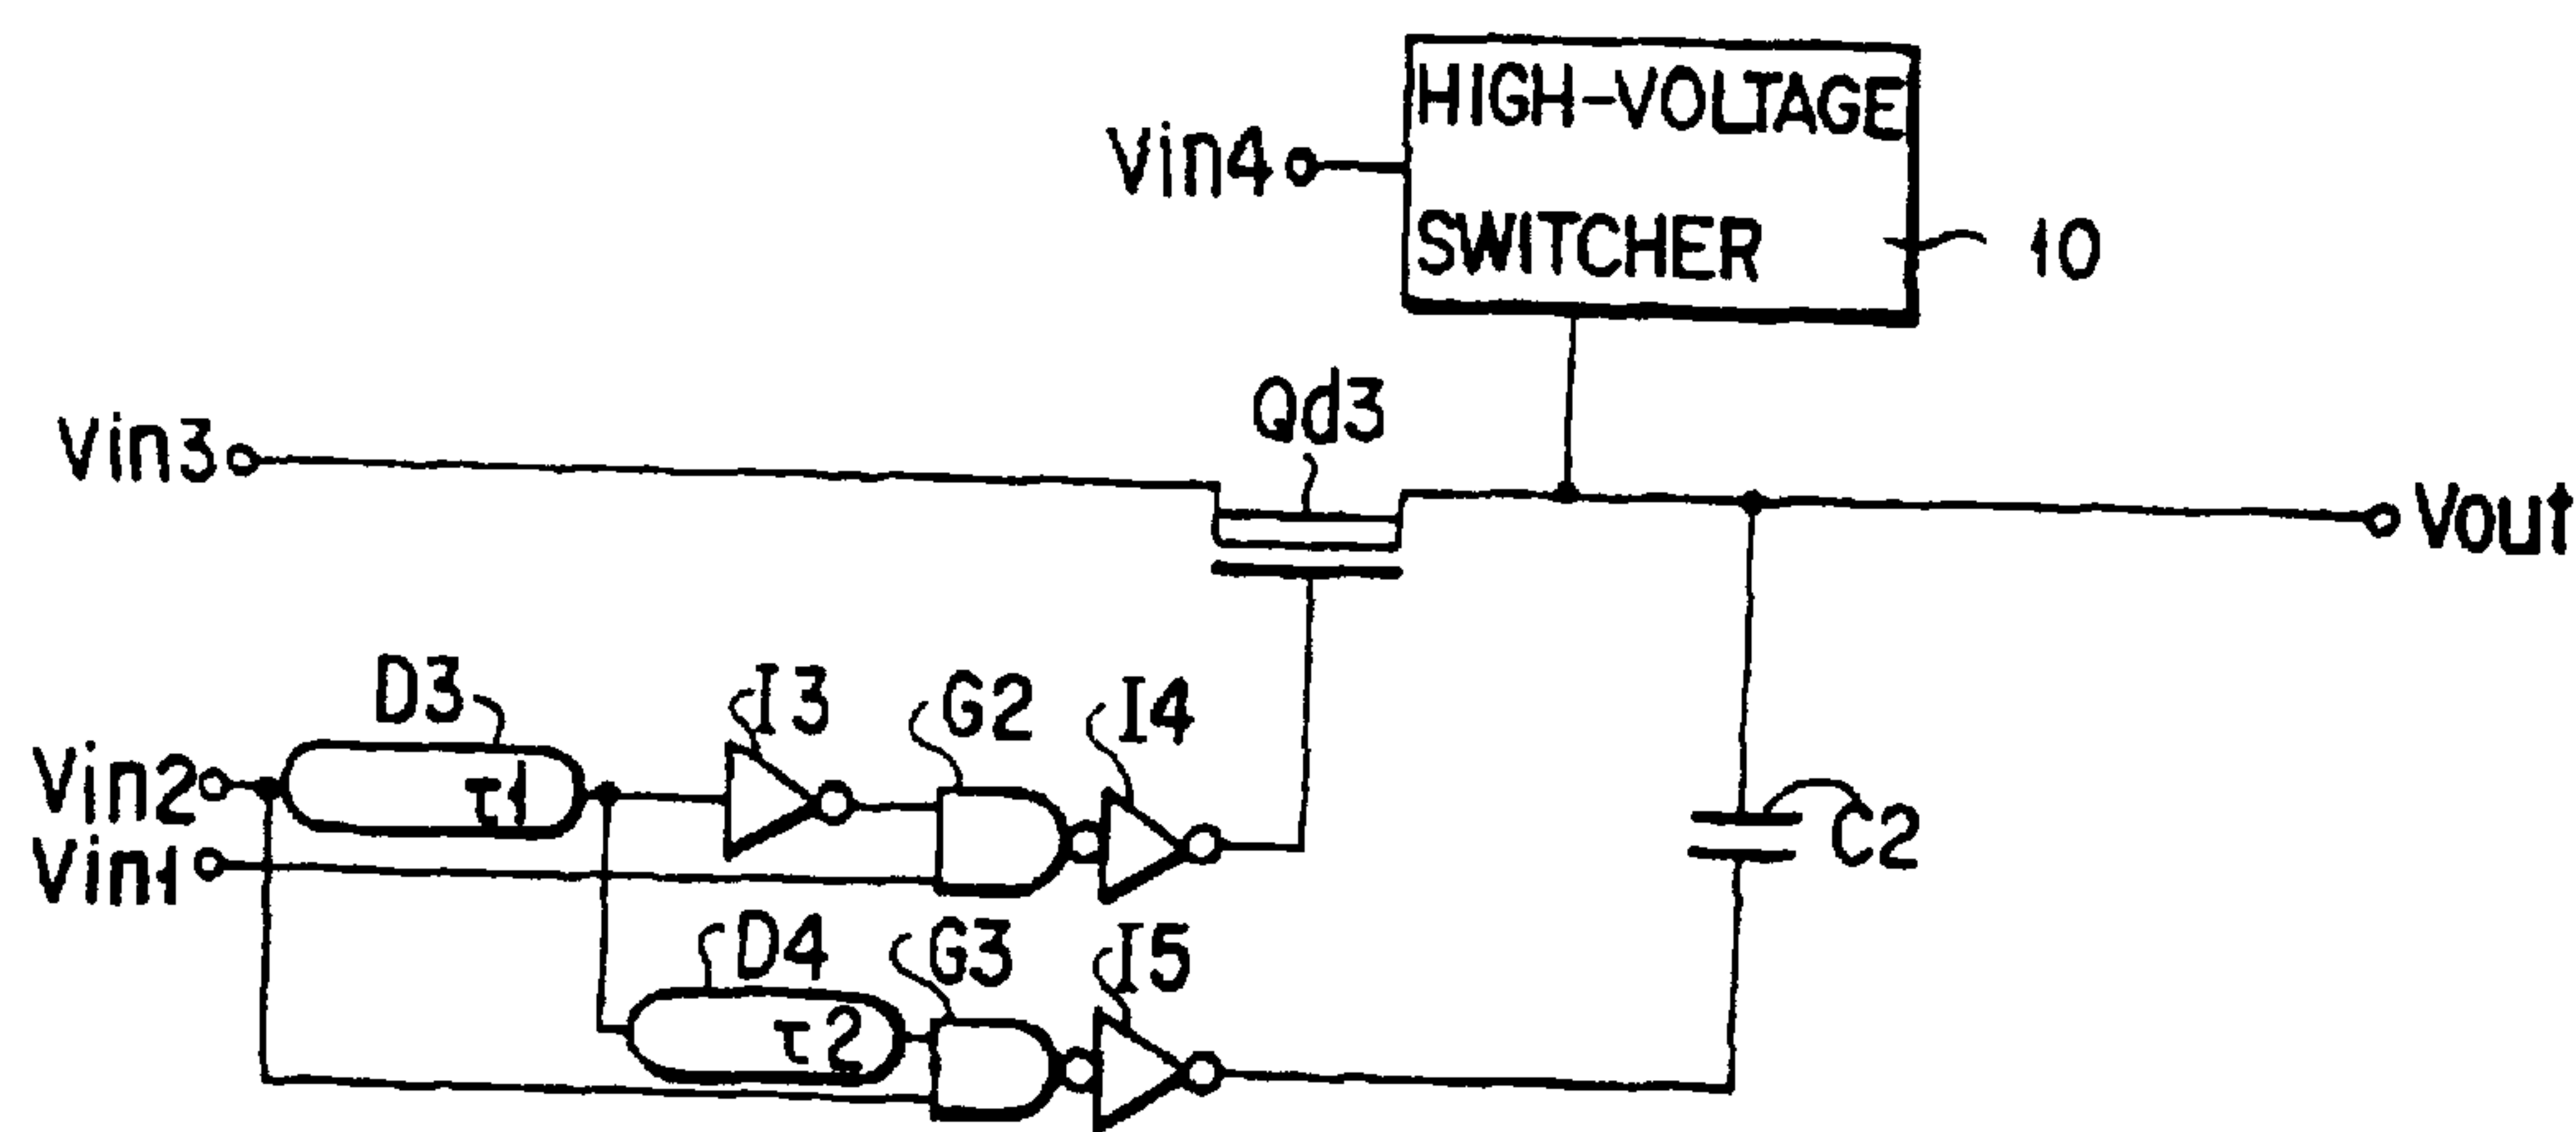 HIGH-VOLTAGE
SWITCHER
Vin4
10
Qd3
Vin3
Vout
D3
I3
G2
I4
Vin2
τ1
C2
Vin1
D4
G3
I5
τ2